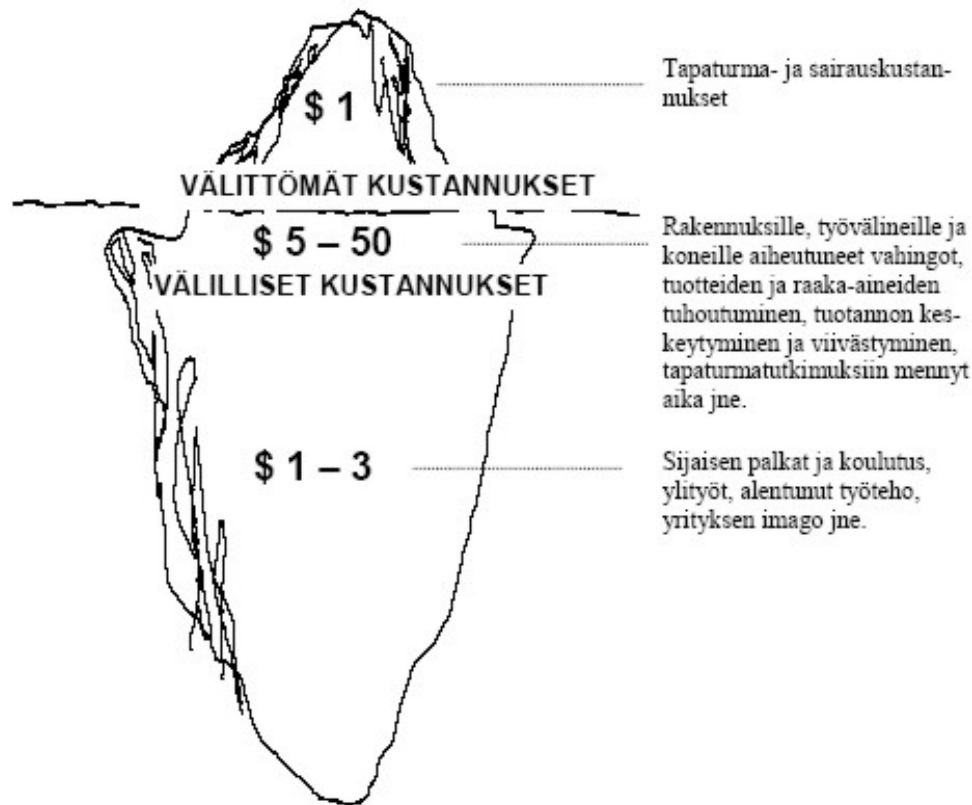 $ 1
Tapaturma- ja sairauskustan-
nukset
VÄLITTÖMÄT KUSTANNUKSET
$ 5 – 50
VÄLILLISET KUSTANNUKSET
Rakennuksille, työvälineille ja
koneille aiheutuneet vahingot,
tuotteiden ja raaka-aineiden
tuhoutuminen, tuotannon kes-
keytyminen ja viivästyminen,
tapaturmatutkimuksiin mennyt
aika jne.
$ 1 – 3
Sijaisen palkat ja koulutus,
ylityöt, alentunut työteho,
yrityksen imago jne.